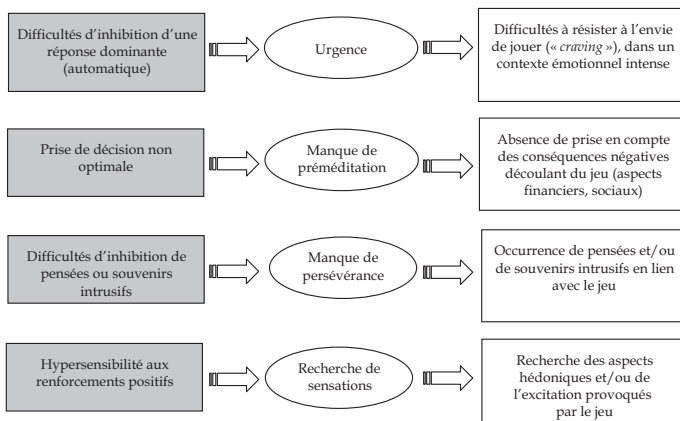 Difficultés d’inhibition d’une
réponse dominante
(automatique)
Urgence
Difficultés à résister à l’envie
de jouer (« craving »), dans un
contexte émotionnel intense
Prise de décision non
optimale
Manque de
préméditation
Absence de prise en compte
des conséquences négatives
découlant du jeu (aspects
financiers, sociaux)
Difficultés d’inhibition de
pensées ou souvenirs
intrusifs
Manque de
persévérance
Occurrence de pensées et/ou
de souvenirs intrusifs en lien
avec le jeu
Hypersensibilité aux
renforcements positifs
Recherche de
sensations
Recherche des aspects
hédoniques et/ou de
l’excitation provoqués
par le jeu